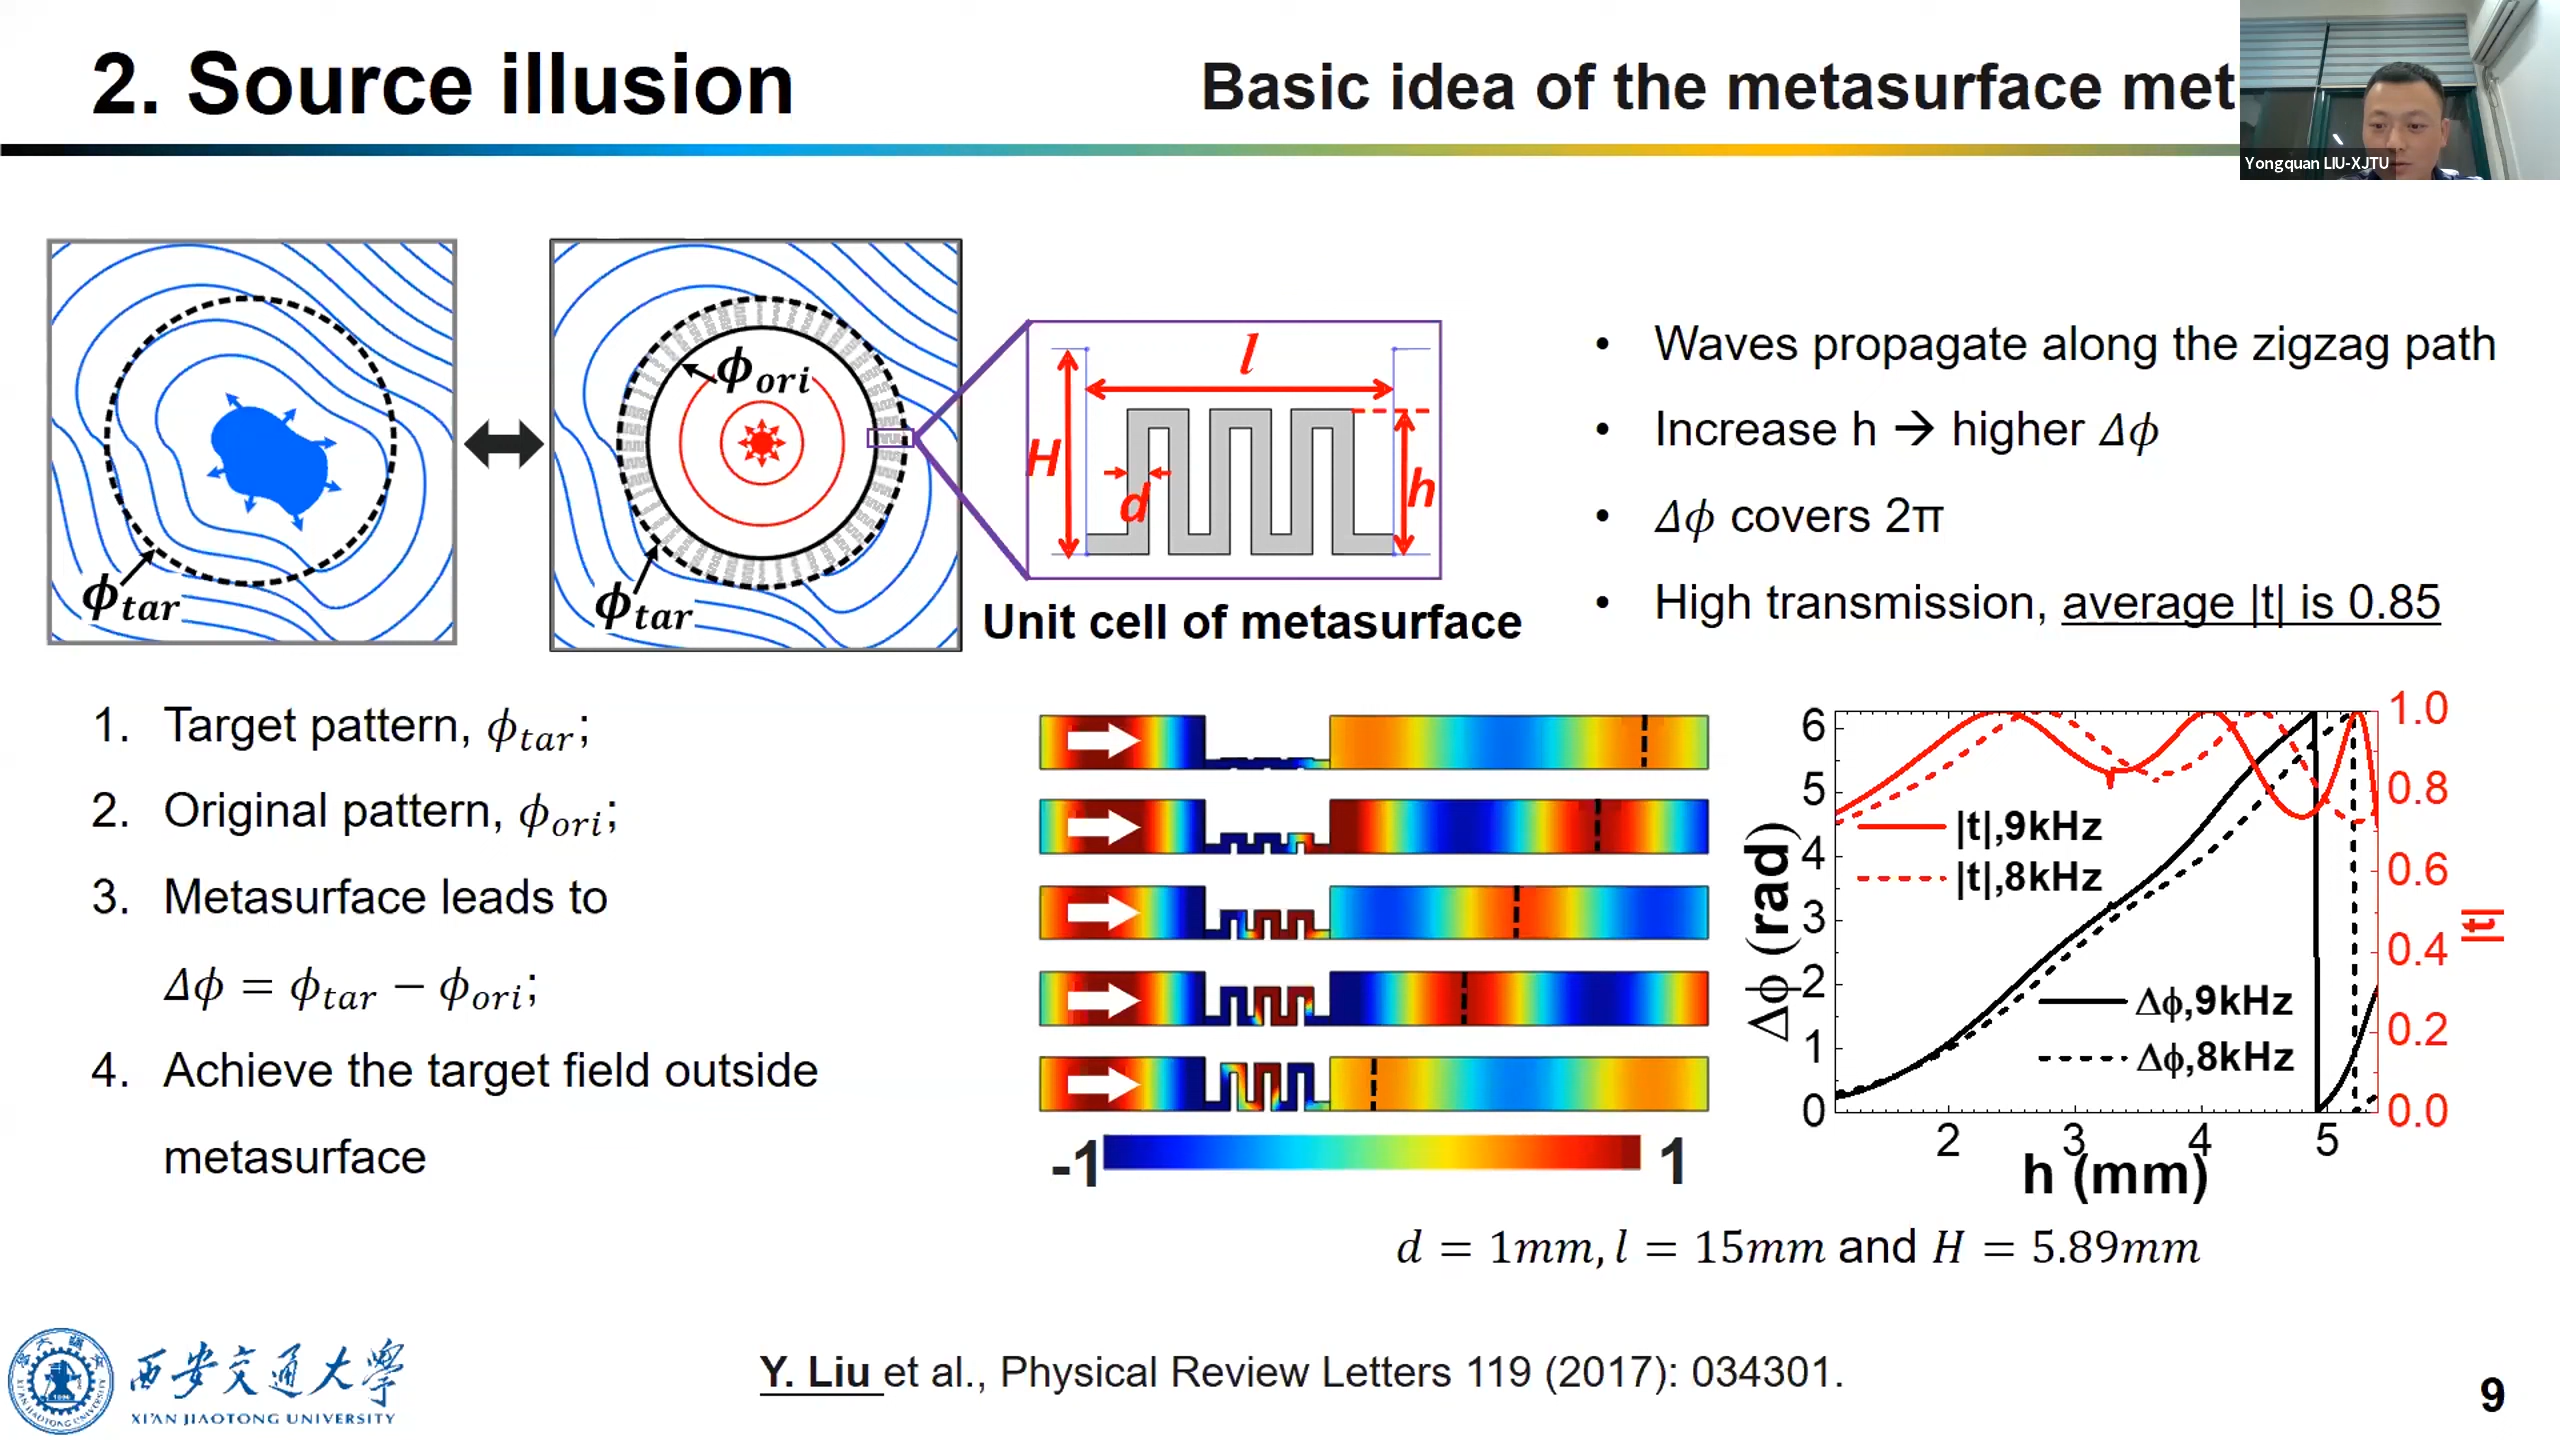 2. Source illusion
Basic idea of the metasurface met
Yongquan LIU-XJTU
ϕtar
ϕori
ϕtar
l
H
d
h
Unit cell of metasurface
• Waves propagate along the zigzag path
• Increase h → higher Δϕ
• Δϕ covers 2π
• High transmission, average |t| is 0.85
1. Target pattern, ϕtar;
2. Original pattern, ϕori;
3. Metasurface leads to
Δϕ = ϕtar − ϕori;
4. Achieve the target field outside
metasurface
-1
1
Δϕ (rad)
6
5
4
3
2
1
0
|t|,9kHz
|t|,8kHz
Δϕ,9kHz
Δϕ,8kHz
1.0
0.8
0.6
0.4
0.2
0.0
|t|
2 3 4 5
h (mm)
d = 1mm, l = 15mm and H = 5.89mm
西安交通大学
XI'AN JIAOTONG UNIVERSITY
Y. Liu et al., Physical Review Letters 119 (2017): 034301.
9